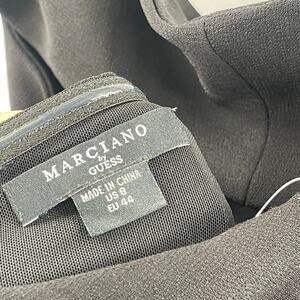 MARCIANO
by
GUESS
MADE IN CHINA
US 8
EU 44